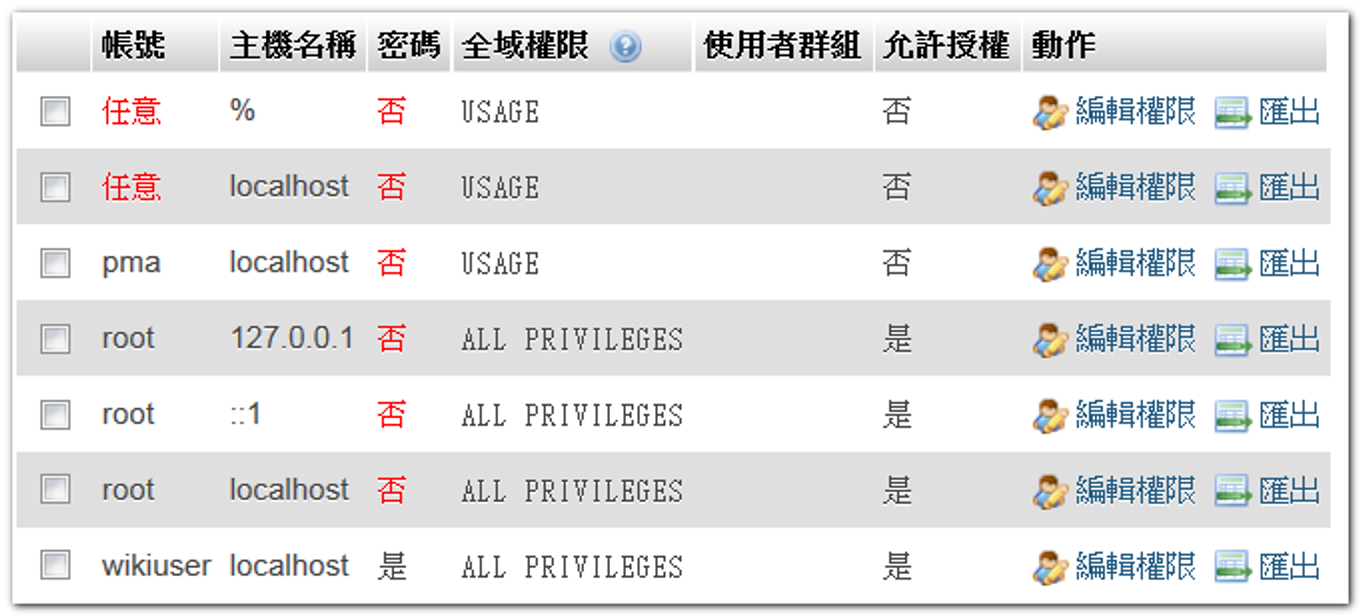 帳號 主機名稱 密碼 全域權限 使用者群組 允許授權 動作
任意 % 否 USAGE 否 編輯權限 匯出
任意 localhost 否 USAGE 否 編輯權限 匯出
pma localhost 否 USAGE 否 編輯權限 匯出
root 127.0.0.1 否 ALL PRIVILEGES 是 編輯權限 匯出
root ::1 否 ALL PRIVILEGES 是 編輯權限 匯出
root localhost 否 ALL PRIVILEGES 是 編輯權限 匯出
wikiuser localhost 是 ALL PRIVILEGES 是 編輯權限 匯出